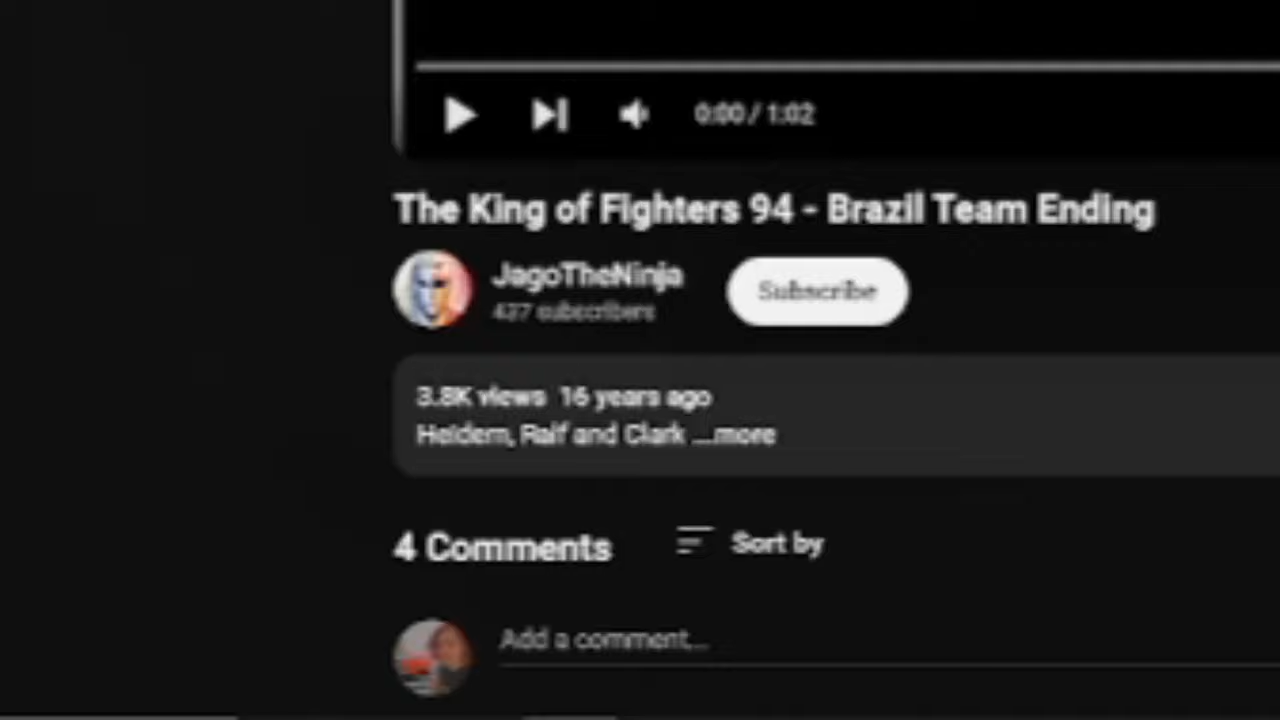 0:00 / 1:02
The King of Fighters 94 - Brazil Team Ending
JagoTheNinja
Subscribe
437 subscribers
3.8K views 16 years ago
Heidern, Ralf and Clark ...more
4 Comments
Sort by
Add a comment...